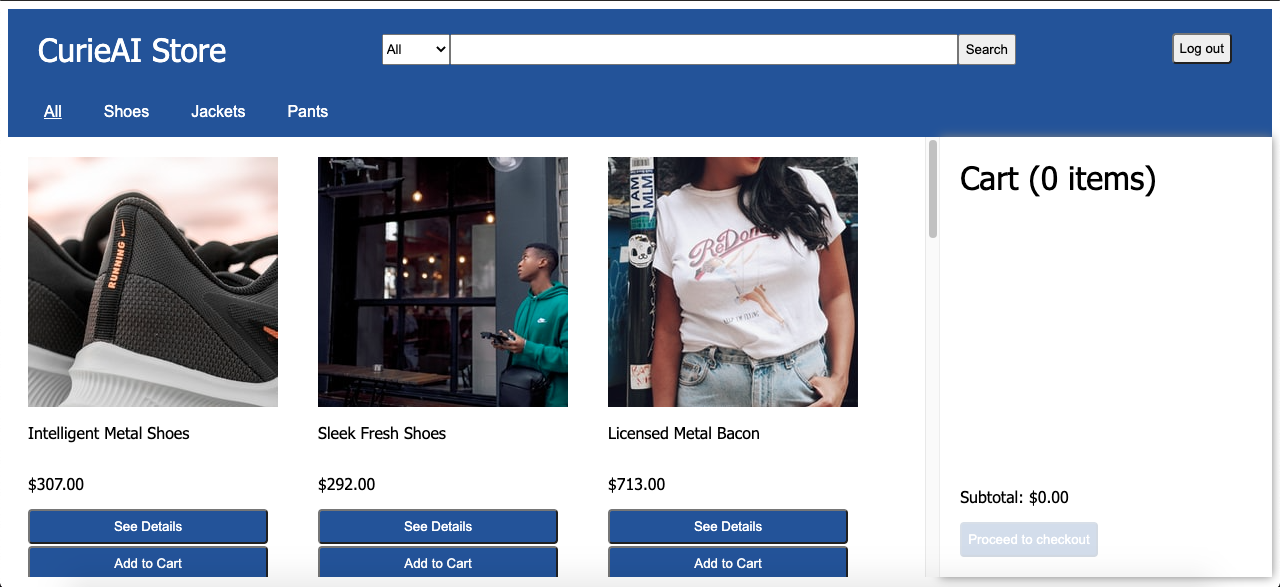 CurieAI Store
All
Search
Log out
All
Shoes
Jackets
Pants
RUNNING
I AM
MLM
ReDon
Cart (0 items)
Intelligent Metal Shoes
Sleek Fresh Shoes
Licensed Metal Bacon
$307.00
$292.00
$713.00
Subtotal: $0.00
See Details
See Details
See Details
Proceed to checkout
Add to Cart
Add to Cart
Add to Cart